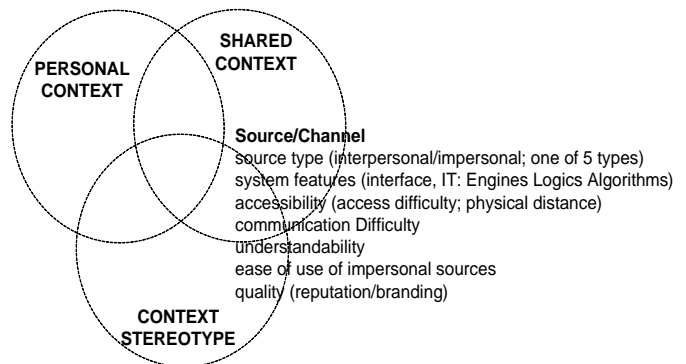 SHARED
CONTEXT
PERSONAL
CONTEXT
Source/Channel
source type (interpersonal/impersonal; one of 5 types)
system features (interface, IT: Engines Logics Algorithms)
accessibility (access difficulty; physical distance)
communication Difficulty
understandability
ease of use of impersonal sources
quality (reputation/branding)
CONTEXT
STEREOTYPE